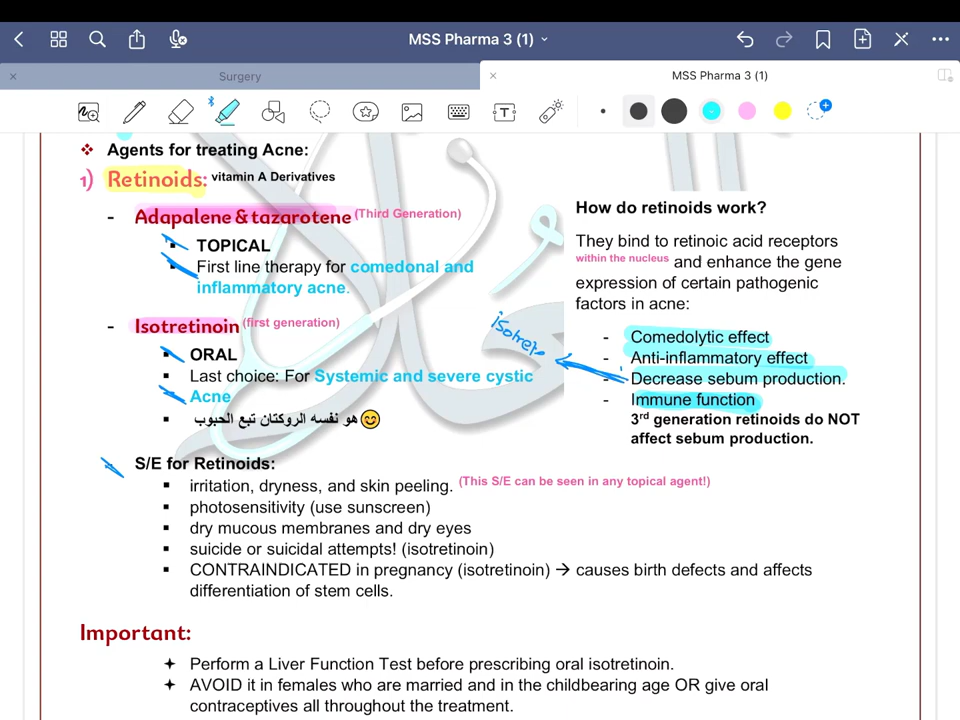 MSS Pharma 3 (1)
Surgery
MSS Pharma 3 (1)
T
❖ Agents for treating Acne:
1) Retinoids: vitamin A Derivatives
- Adapalene & tazarotene (Third Generation)
▪ TOPICAL
▪ First line therapy for comedonal and
inflammatory acne.
- Isotretinoin (first generation)
▪ ORAL
▪ Last choice: For Systemic and severe cystic
▪ Acne
▪ هو نفسه الروكتان تبع الحبوب 😊
How do retinoids work?
They bind to retinoic acid receptors
within the nucleus and enhance the gene
expression of certain pathogenic
factors in acne:
- Comedolytic effect
- Anti-inflammatory effect
- Decrease sebum production.
- Immune function
3rd generation retinoids do NOT
affect sebum production.
isotreto
S/E for Retinoids:
▪ irritation, dryness, and skin peeling. (This S/E can be seen in any topical agent!)
▪ photosensitivity (use sunscreen)
▪ dry mucous membranes and dry eyes
▪ suicide or suicidal attempts! (isotretinoin)
▪ CONTRAINDICATED in pregnancy (isotretinoin) → causes birth defects and affects
differentiation of stem cells.
Important:
✦ Perform a Liver Function Test before prescribing oral isotretinoin.
✦ AVOID it in females who are married and in the childbearing age OR give oral
contraceptives all throughout the treatment.